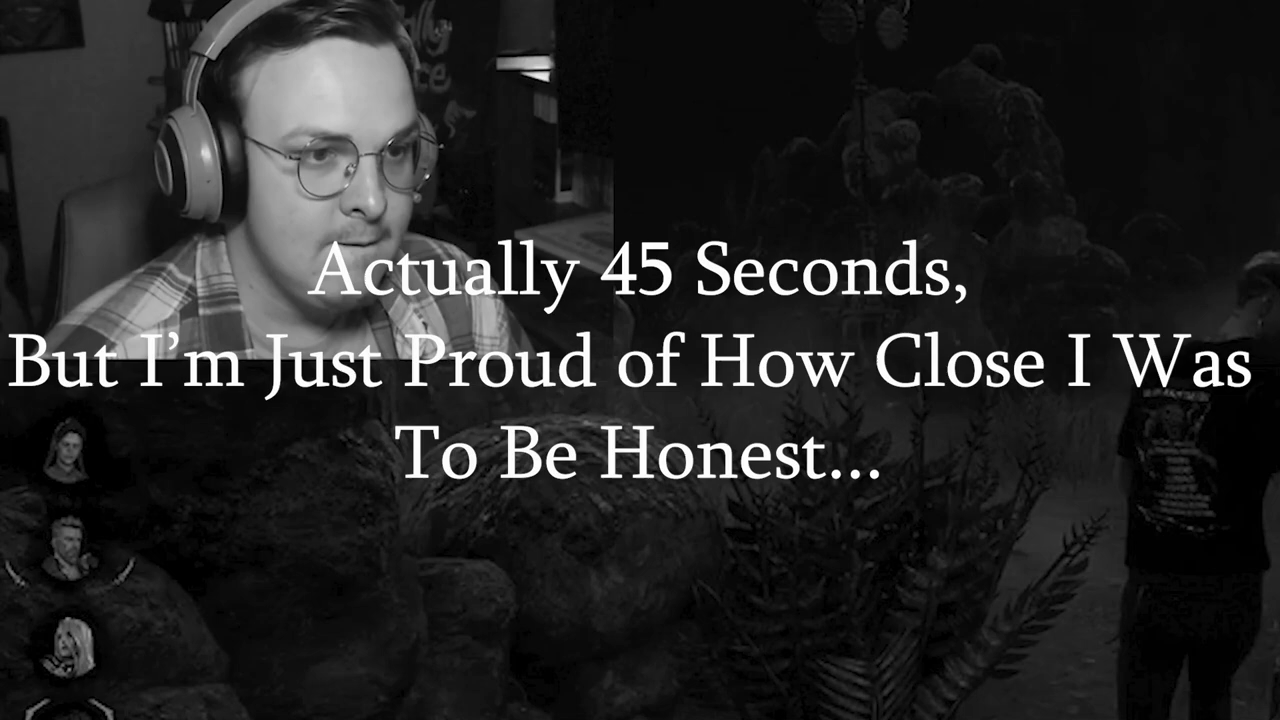 Actually 45 Seconds,
But I’m Just Proud of How Close I Was
To Be Honest...